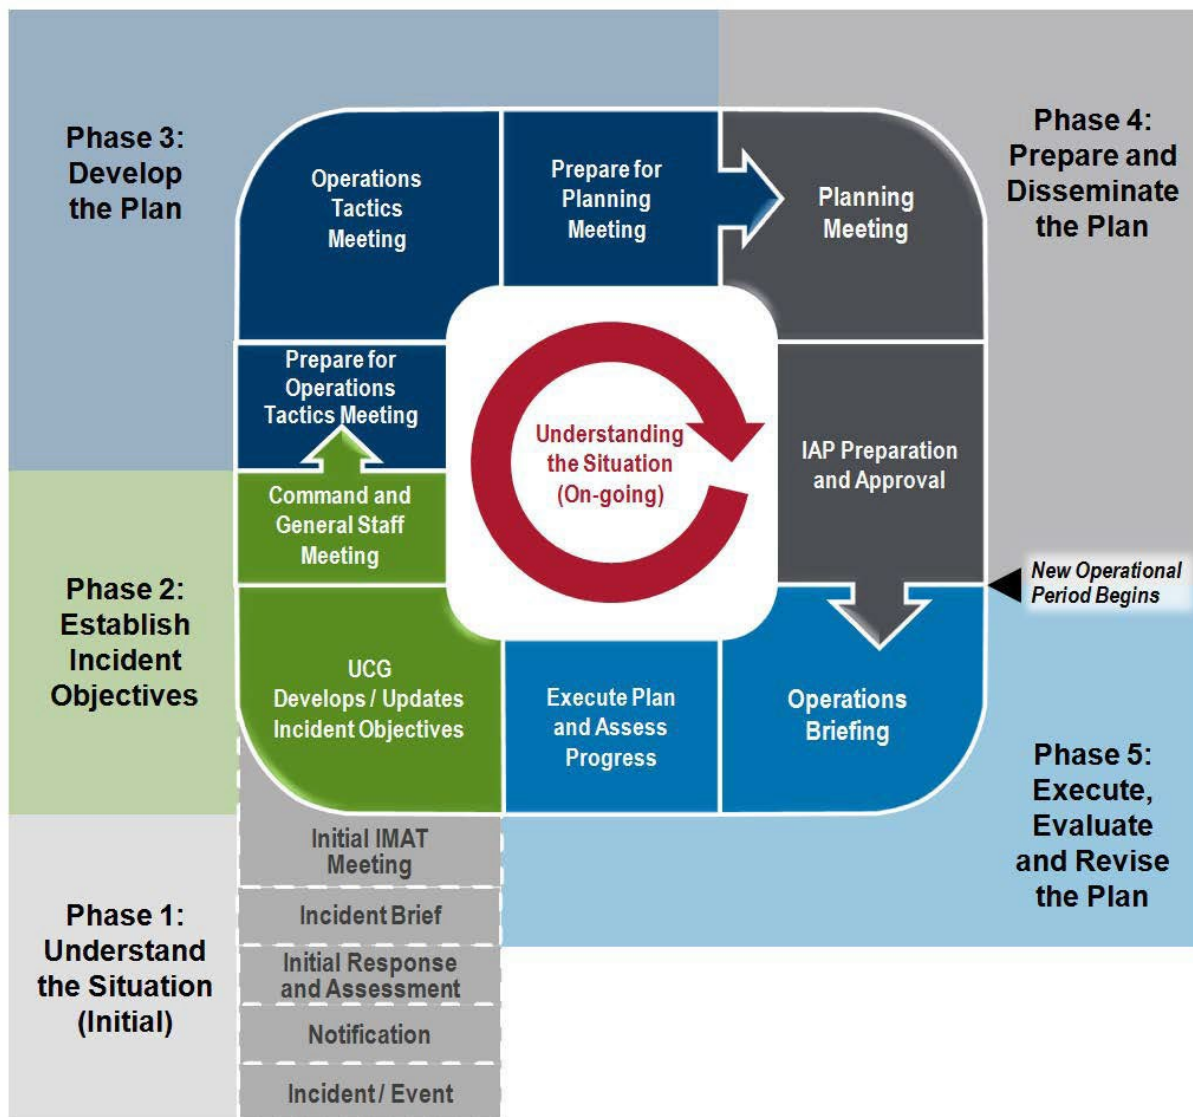 Phase 3:
Develop
the Plan
Operations
Tactics
Meeting
Prepare for
Planning
Meeting
Planning
Meeting
Phase 4:
Prepare and
Disseminate
the Plan
Prepare for
Operations
Tactics Meeting
Understanding
the Situation
(On-going)
IAP Preparation
and Approval
Command and
General Staff
Meeting
Phase 2:
Establish
Incident
Objectives
New Operational
Period Begins
UCG
Develops / Updates
Incident Objectives
Execute Plan
and Assess
Progress
Operations
Briefing
Phase 5:
Execute,
Evaluate
and Revise
the Plan
Phase 1:
Understand
the Situation
(Initial)
Initial IMAT
Meeting
Incident Brief
Initial Response
and Assessment
Notification
Incident / Event